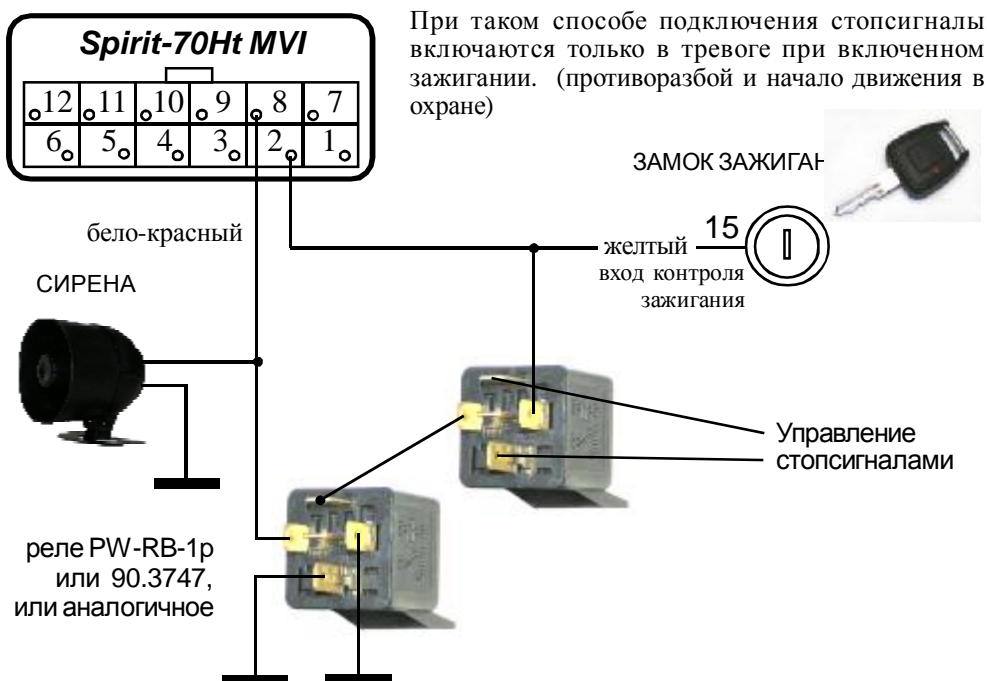 Spirit-70Ht MVI
12 11 10 9 8 7
6 5 4 3 2 1
При таком способе подключения стопсигналы
включаются только в тревоге при включенном
зажигании. (противоразбой и начало движения в
охране)
ЗАМОК ЗАЖИГАН
15
бело-красный
желтый
вход контроля
зажигания
СИРЕНА
Управление
стопсигналами
реле PW-RB-1p
или 90.3747,
или аналогичное